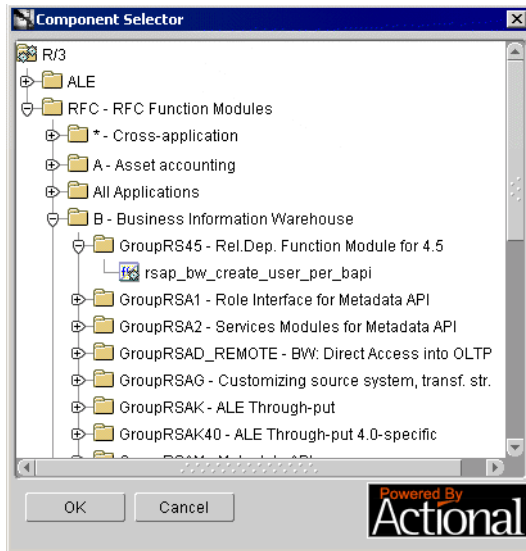 Component Selector
R/3
ALE
RFC - RFC Function Modules
* - Cross-application
A - Asset accounting
All Applications
B - Business Information Warehouse
GroupRS45 - Rel.Dep. Function Module for 4.5
rsap_bw_create_user_per_bapi
GroupRSA1 - Role Interface for Metadata API
GroupRSA2 - Services Modules for Metadata API
GroupRSAD_REMOTE - BW: Direct Access into OLTP
GroupRSAG - Customizing source system, transf. str.
GroupRSAK - ALE Through-put
GroupRSAK40 - ALE Through-put 4.0-specific
OK
Cancel
Powered By
Actional